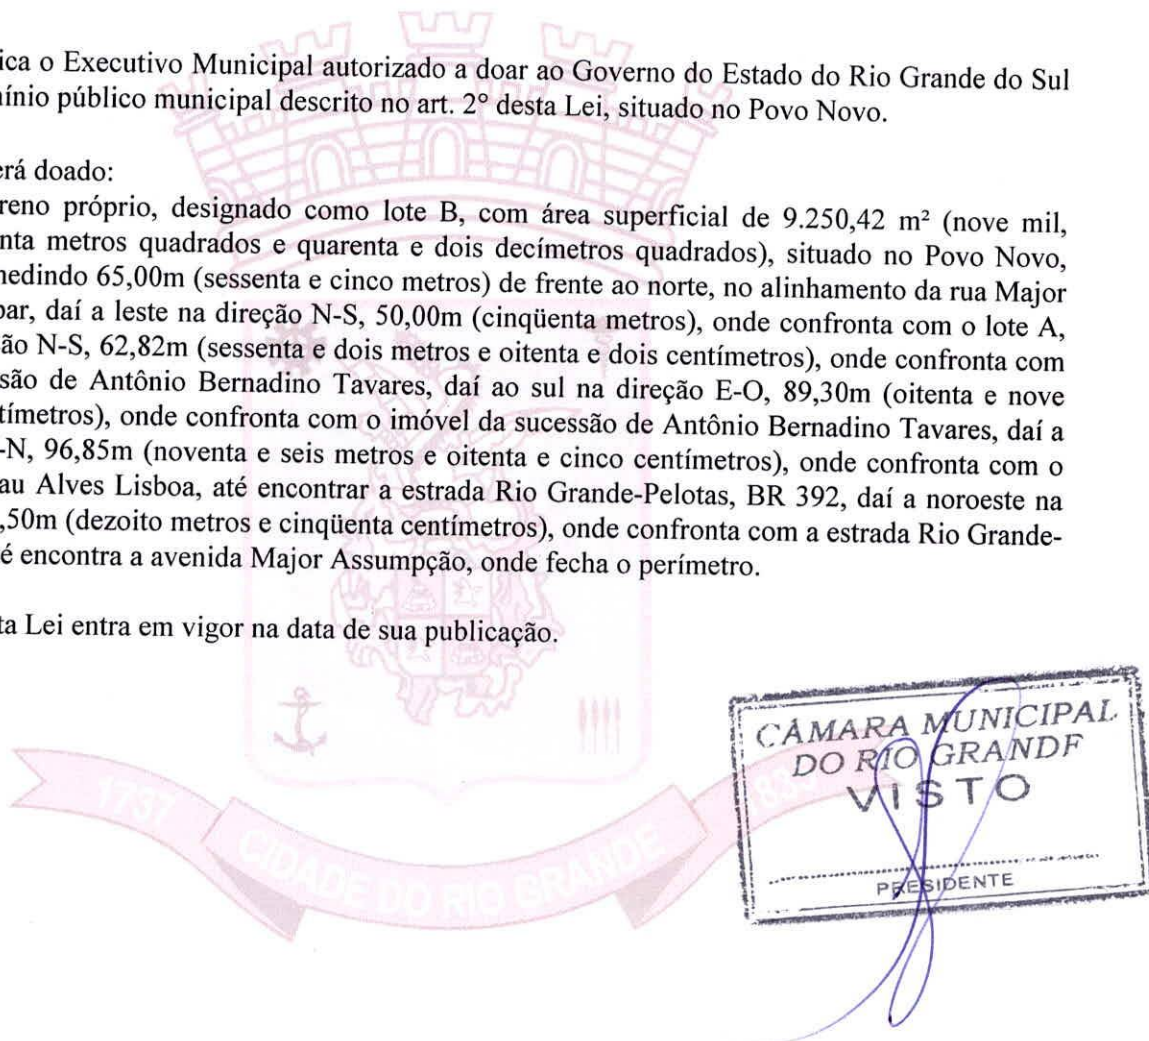 ica o Executivo Municipal autorizado a doar ao Governo do Estado do Rio Grande do Sul
ínio público municipal descrito no art. 2° desta Lei, situado no Povo Novo.
erá doado:
reno próprio, designado como lote B, com área superficial de 9.250,42 m² (nove mil,
nta metros quadrados e quarenta e dois decímetros quadrados), situado no Povo Novo,
nedindo 65,00m (sessenta e cinco metros) de frente ao norte, no alinhamento da rua Major
par, daí a leste na direção N-S, 50,00m (cinqüenta metros), onde confronta com o lote A,
ão N-S, 62,82m (sessenta e dois metros e oitenta e dois centímetros), onde confronta com
são de Antônio Bernadino Tavares, daí ao sul na direção E-O, 89,30m (oitenta e nove
tímetros), onde confronta com o imóvel da sucessão de Antônio Bernadino Tavares, daí a
-N, 96,85m (noventa e seis metros e oitenta e cinco centímetros), onde confronta com o
au Alves Lisboa, até encontrar a estrada Rio Grande-Pelotas, BR 392, daí a noroeste na
,50m (dezoito metros e cinqüenta centímetros), onde confronta com a estrada Rio Grande-
é encontra a avenida Major Assumpção, onde fecha o perímetro.
ta Lei entra em vigor na data de sua publicação.
CÂMARA MUNICIPAL
DO RIO GRANDE
VISTO
PRESIDENTE
1737
CIDADE DO RIO GRANDE